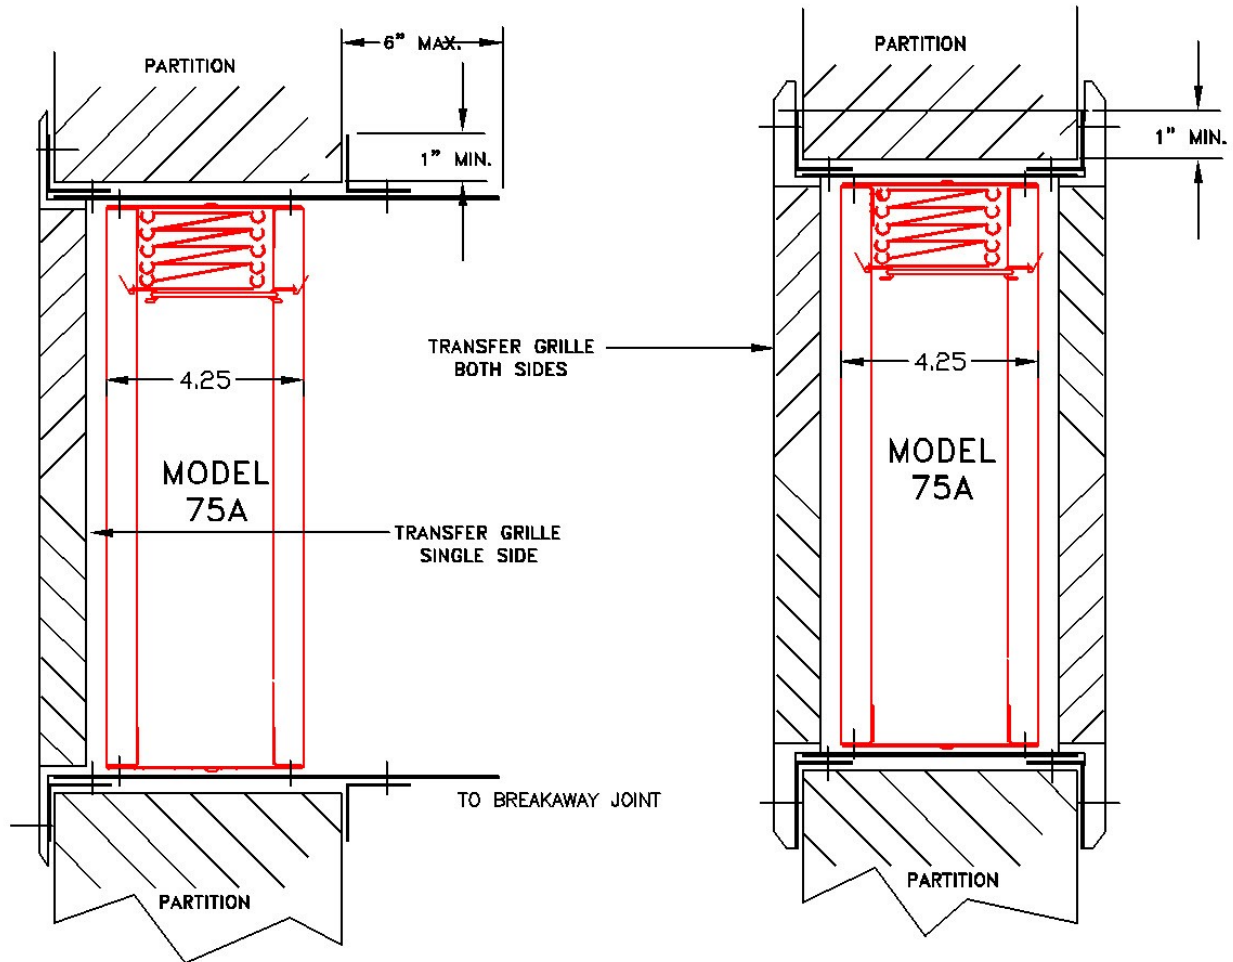 PARTITION
6" MAX.
1" MIN.
4.25
MODEL
75A
TRANSFER GRILLE
SINGLE SIDE
TO BREAKAWAY JOINT
PARTITION
PARTITION
1" MIN.
TRANSFER GRILLE
BOTH SIDES
4.25
MODEL
75A
PARTITION